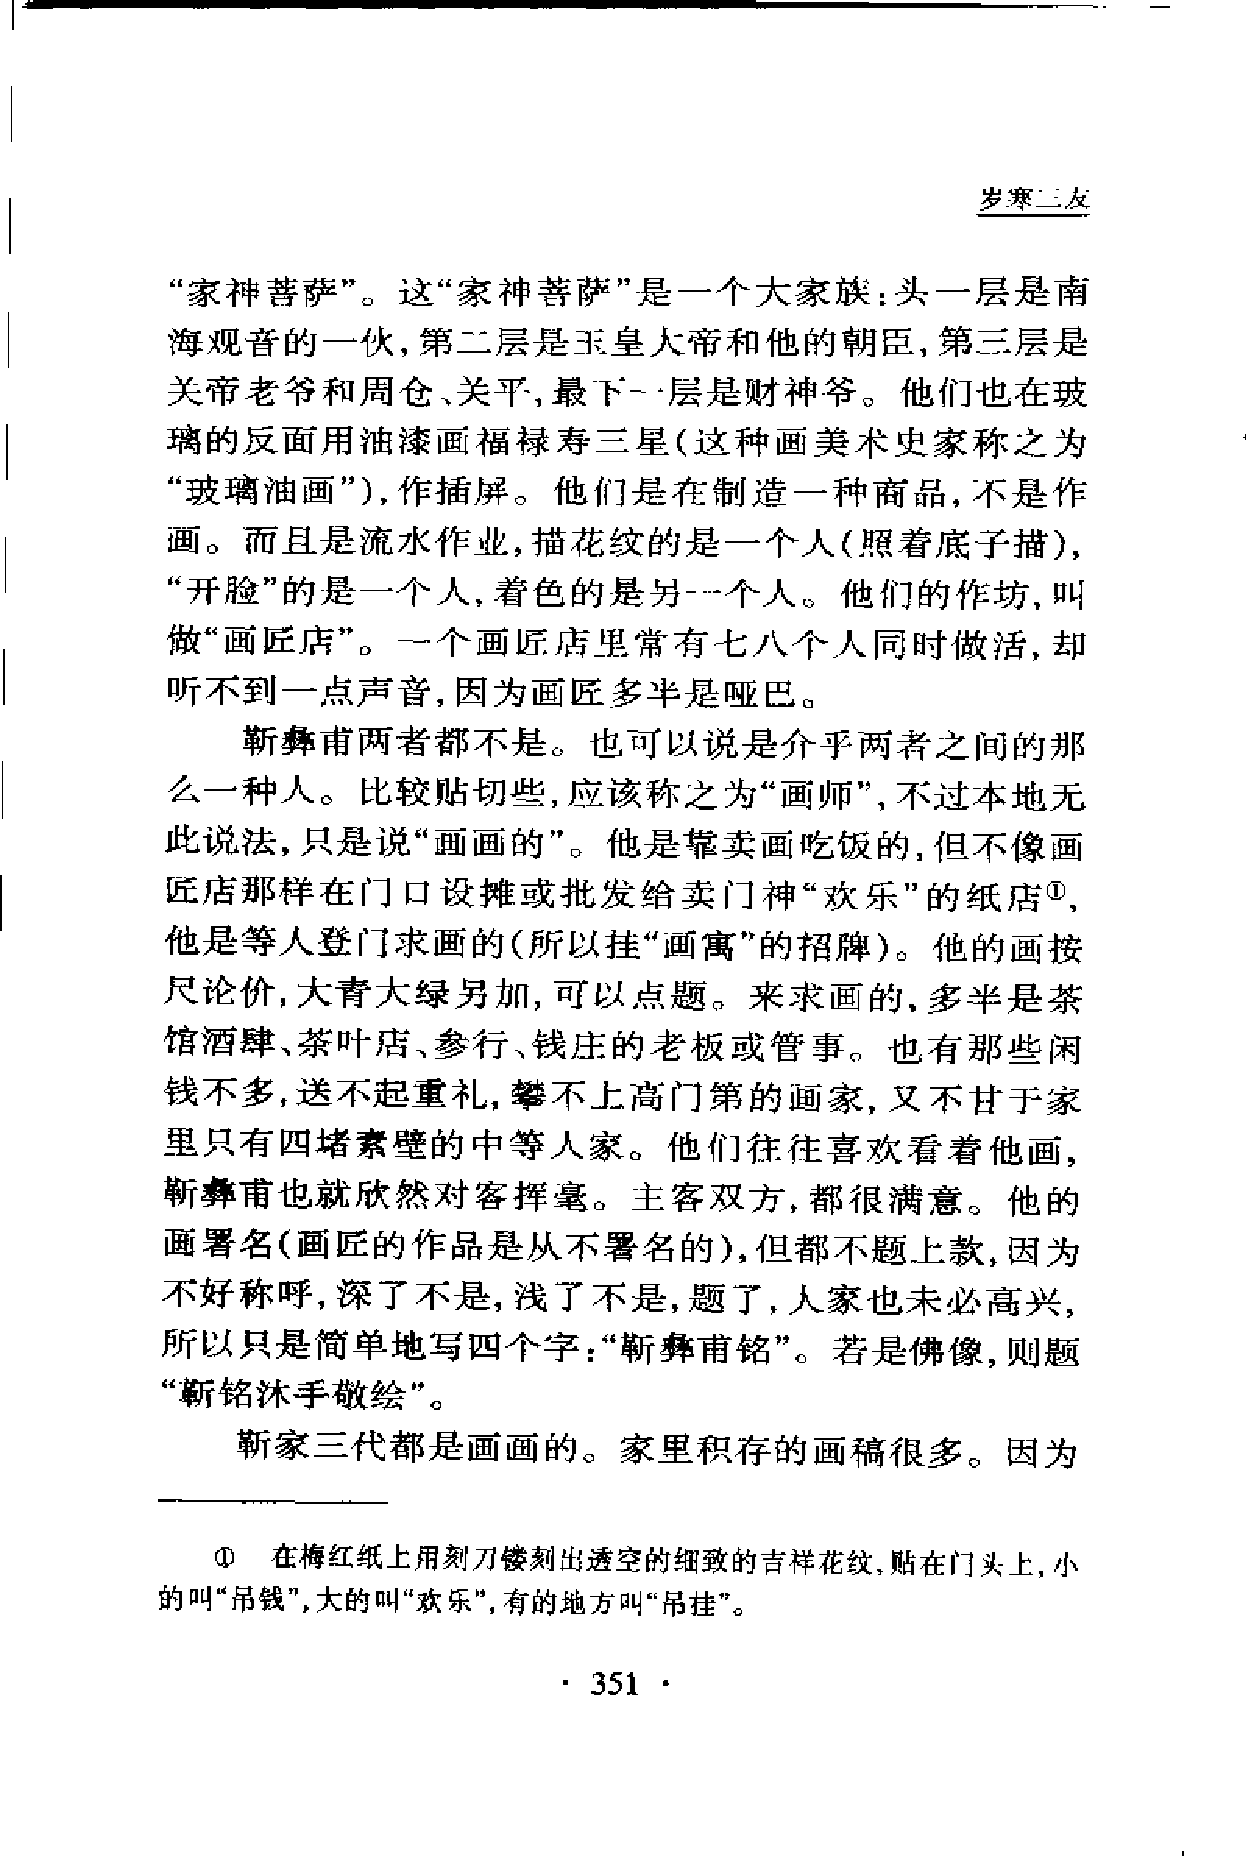 岁寒三友
“家神菩萨”。这“家神菩萨”是一个大家族:头一层是南
海观音的一伙,第二层是玉皇大帝和他的朝臣,第三层是
关帝老爷和周仓、关平,最下一层是财神爷。他们也在玻
璃的反面用油漆画福禄寿三星(这种画美术史家称之为
“玻璃油画”),作插屏。他们是在制造一种商品,不是作
画。而且是流水作业,描花纹的是一个人(照着底子描),
“开脸”的是一个人,着色的是另一个人。他们的作坊,叫
做“画匠店”。一个画匠店里常有七八个人同时做活,却
听不到一点声音,因为画匠多半是哑巴。
靳彝甫两者都不是。也可以说是介乎两者之间的那
么一种人。比较贴切些,应该称之为“画师”,不过本地无
此说法,只是说“画画的”。他是靠卖画吃饭的,但不像画
匠店那样在门口设摊或批发给卖门神“欢乐”的纸店①,
他是等人登门求画的(所以挂“画寓”的招牌)。他的画按
尺论价,大青大绿另加,可以点题。来求画的,多半是茶
馆酒肆、茶叶店、参行、钱庄的老板或管事。也有那些闲
钱不多,送不起重礼,攀不上高门第的画家,又不甘于家
里只有四堵素壁的中等人家。他们往往喜欢看着他画,
靳彝甫也就欣然对客挥毫。主客双方,都很满意。他的
画署名(画匠的作品是从不署名的),但都不题上款,因为
不好称呼,深了不是,浅了不是,题了,人家也未必高兴,
所以只是简单地写四个字:“靳彝甫铭”。若是佛像,则题
“靳铭沐手敬绘”。
靳家三代都是画画的。家里积存的画稿很多。因为
① 在梅红纸上用刻刀镂刻出透空的细致的吉祥花纹,贴在门头上,小
的叫“吊钱”,大的叫“欢乐”,有的地方叫“吊挂”。
· 351 ·